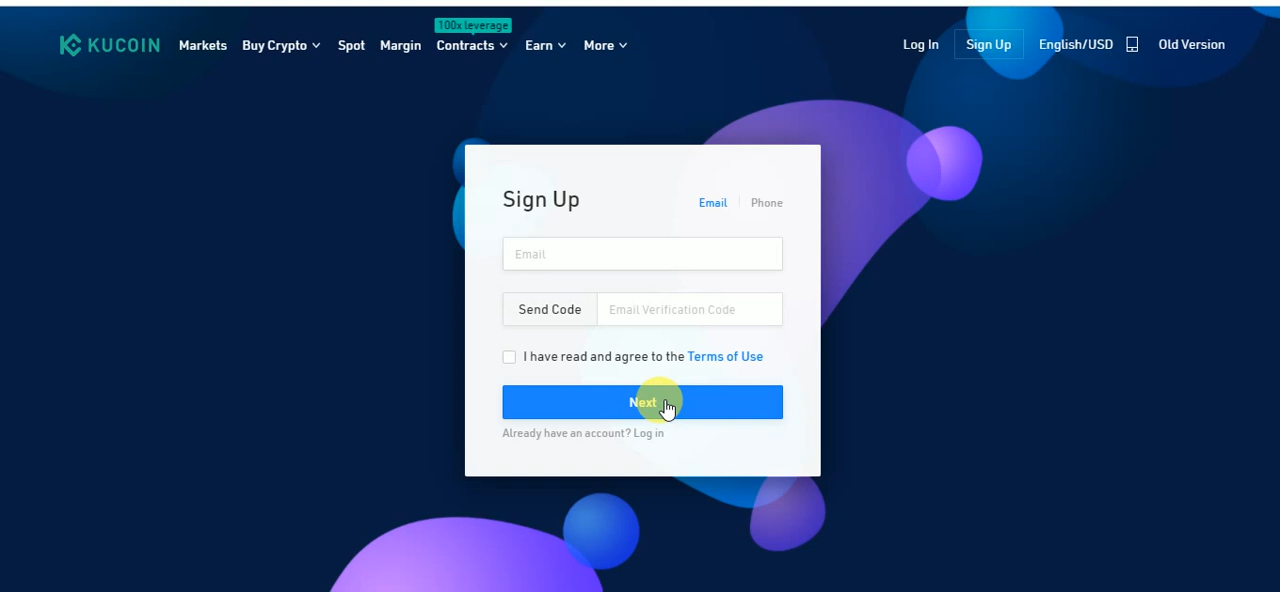 100x leverage
KUCOIN Markets Buy Crypto Spot Margin Contracts Earn More Log In Sign Up English/USD Old Version
Sign Up Email Phone
Email
Send Code Email Verification Code
I have read and agree to the Terms of Use
Next
Already have an account? Log in